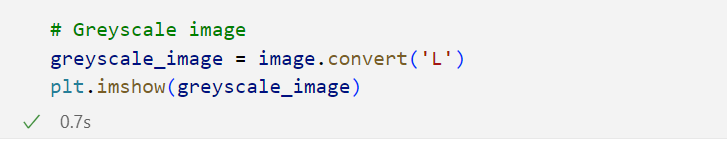 # Greyscale image
greyscale_image = image.convert('L')
plt.imshow(greyscale_image)
0.7s